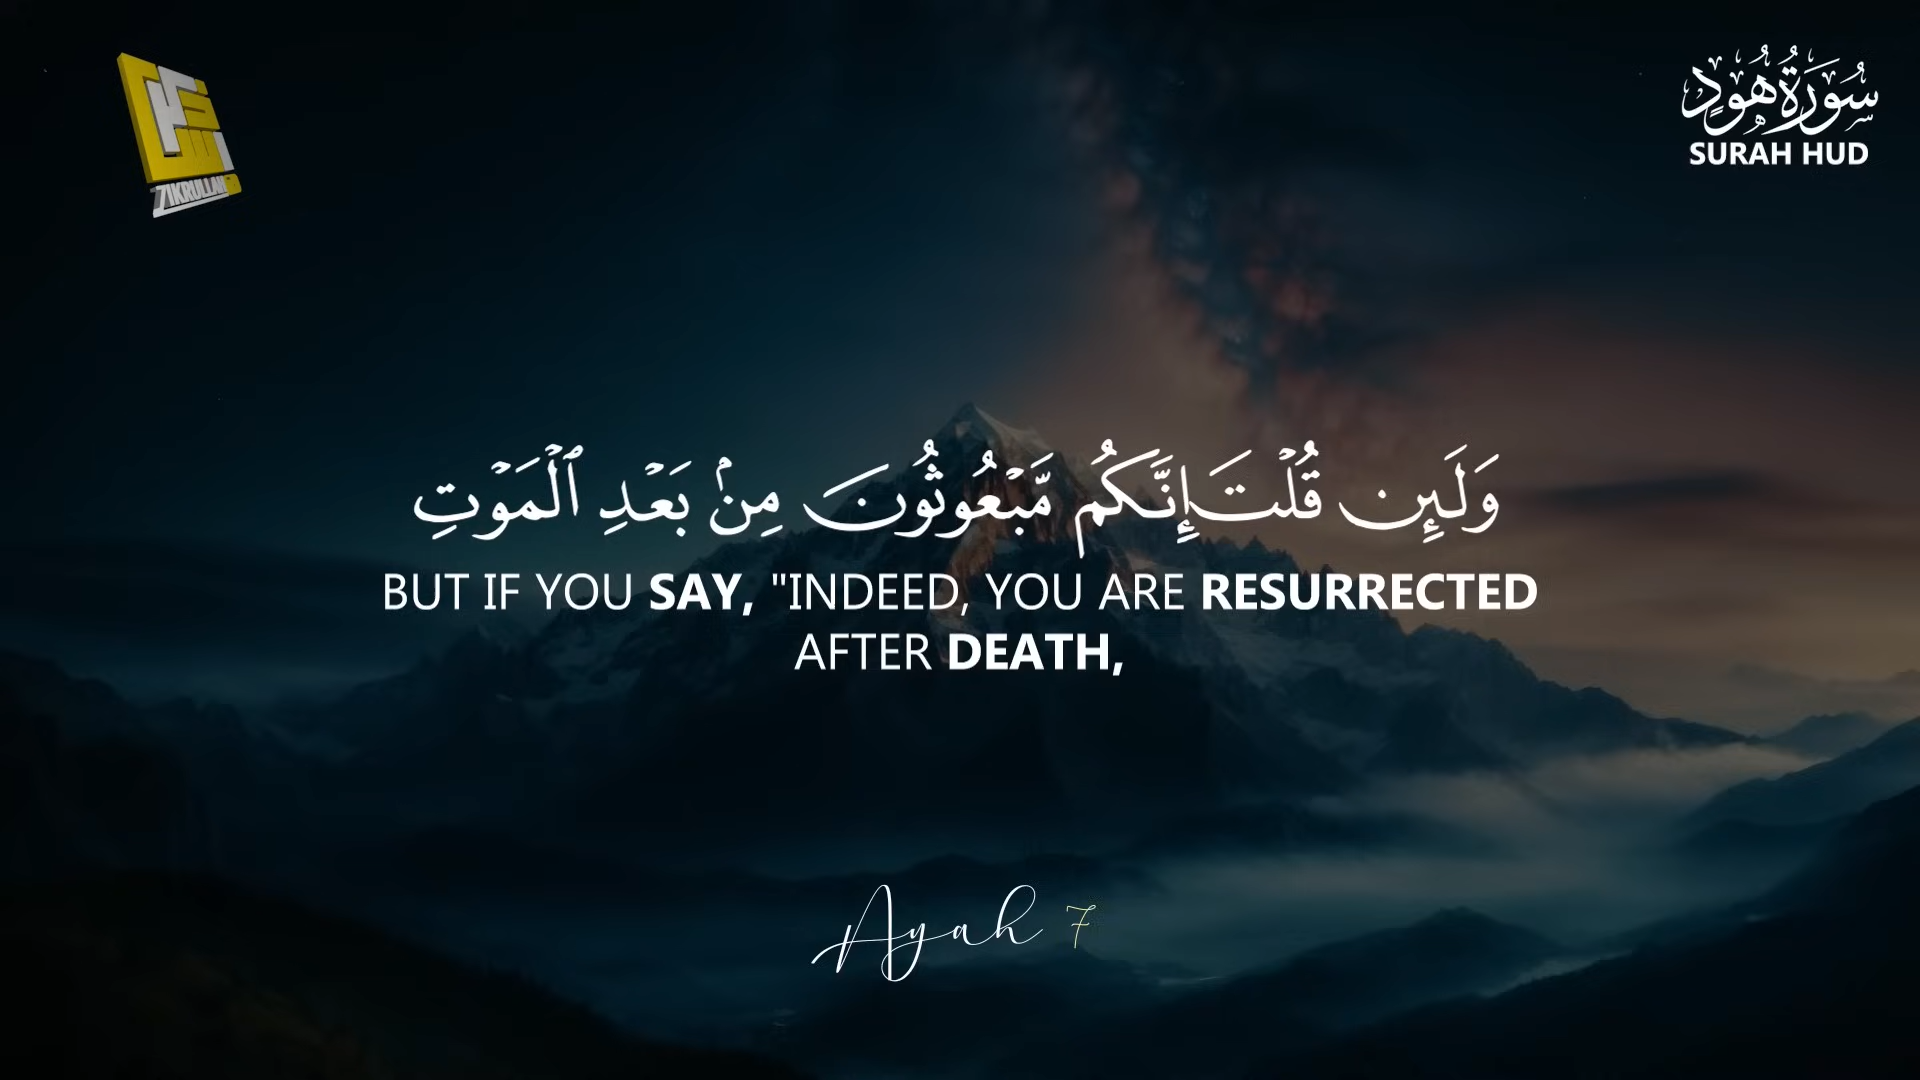 ZIKRULLAH
سُورَةُ هُودٍ
SURAH HUD
وَلَئِن قُلْتَ إِنَّكُم مَّبْعُوثُونَ مِنۢ بَعْدِ ٱلْمَوْتِ
BUT IF YOU SAY, "INDEED, YOU ARE RESURRECTED
AFTER DEATH,
Ayah 7